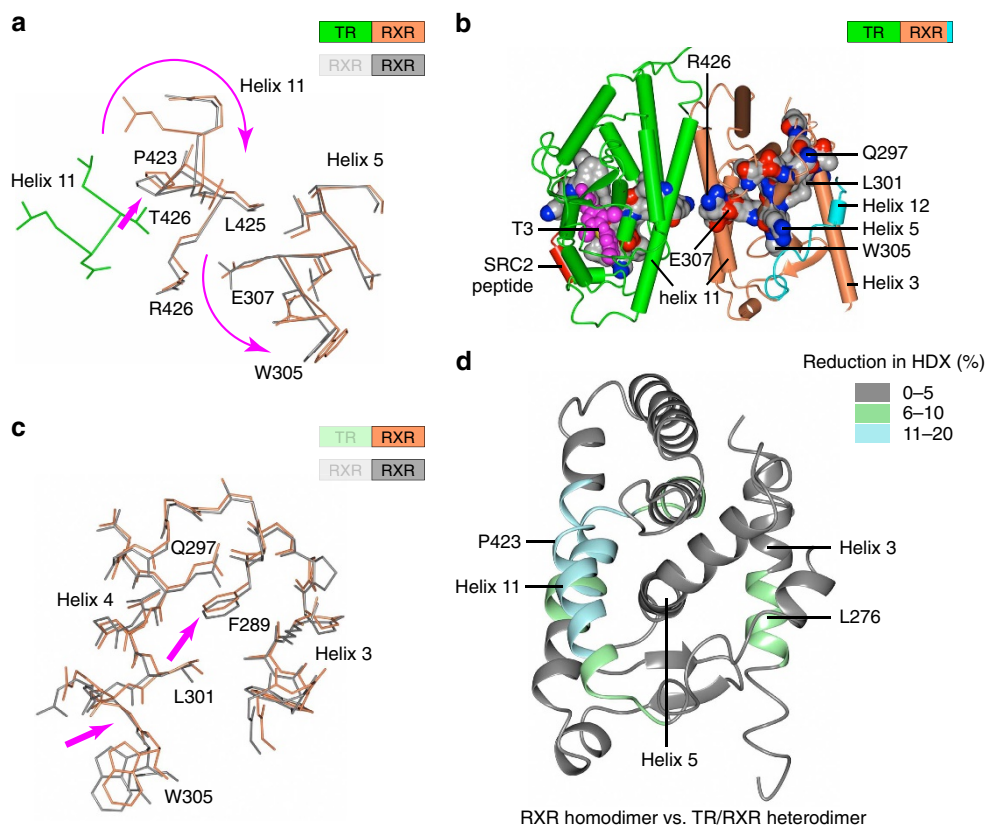 a
TR RXR
RXR RXR
Helix 11
P423
Helix 5
Helix 11
T426
L425
R426
E307
W305
b
TR RXR
R426
Q297
L301
Helix 12
T3
Helix 5
E307
W305
SRC2
peptide
helix 11
Helix 3
c
TR RXR
RXR RXR
Q297
Helix 4
F289
Helix 3
L301
W305
d
Reduction in HDX (%)
0–5
6–10
11–20
P423
Helix 3
Helix 11
L276
Helix 5
RXR homodimer vs. TR/RXR heterodimer